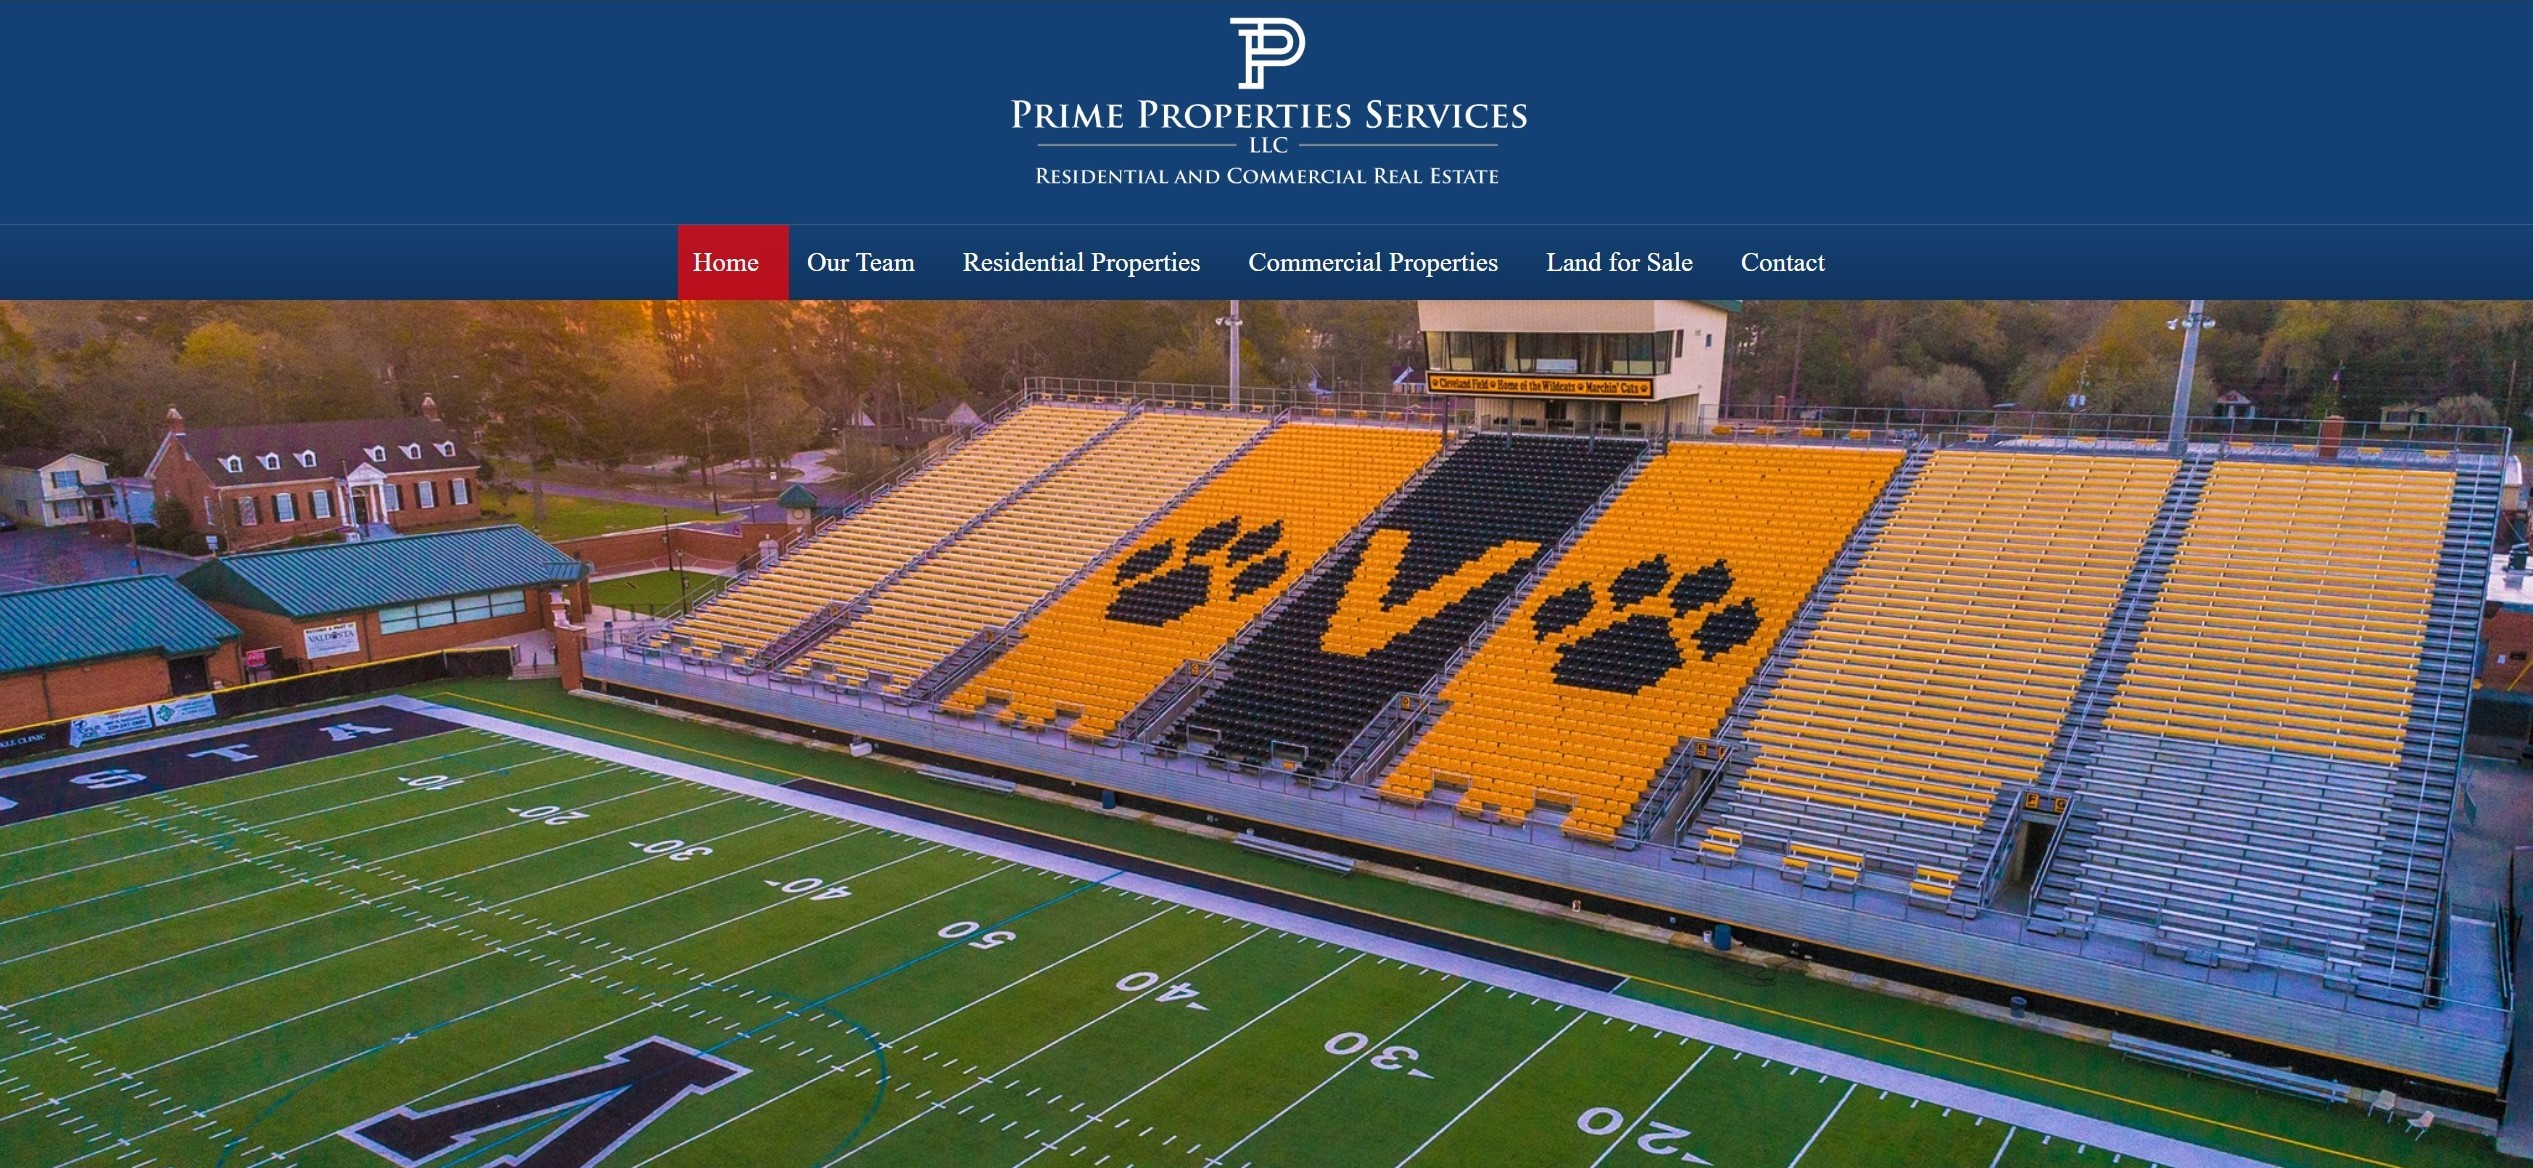 P
PRIME PROPERTIES SERVICES
LLC
RESIDENTIAL AND COMMERCIAL REAL ESTATE
Home
Our Team
Residential Properties
Commercial Properties
Land for Sale
Contact
Cleveland Field Home of the Wildcats Marchin' Cats
V
VALDOSTA
CLINIC
S T A
10
20
30
40
50
40
30
20
V
F G